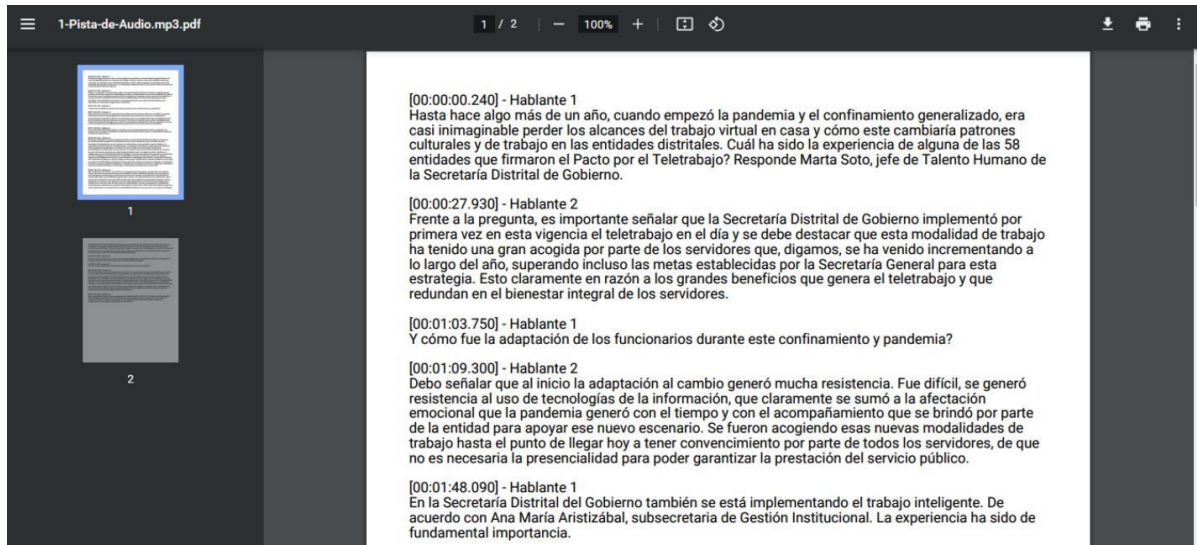 1-Pista-de-Audio.mp3.pdf
1 / 2
100%
1
2
[00:00:00.240] - Hablante 1
Hasta hace algo más de un año, cuando empezó la pandemia y el confinamiento generalizado, era
casi inimaginable perder los alcances del trabajo virtual en casa y cómo este cambiaría patrones
culturales y de trabajo en las entidades distritales. Cuál ha sido la experiencia de alguna de las 58
entidades que firmaron el Pacto por el Teletrabajo? Responde Marta Soto, jefe de Talento Humano de
la Secretaría Distrital de Gobierno.
[00:00:27.930] - Hablante 2
Frente a la pregunta, es importante señalar que la Secretaría Distrital de Gobierno implementó por
primera vez en esta vigencia el teletrabajo en el día y se debe destacar que esta modalidad de trabajo
ha tenido una gran acogida por parte de los servidores que, digamos, se ha venido incrementando a
lo largo del año, superando incluso las metas establecidas por la Secretaría General para esta
estrategia. Esto claramente en razón a los grandes beneficios que genera el teletrabajo y que
redundan en el bienestar integral de los servidores.
[00:01:03.750] - Hablante 1
Y cómo fue la adaptación de los funcionarios durante este confinamiento y pandemia?
[00:01:09.300] - Hablante 2
Debo señalar que al inicio la adaptación al cambio generó mucha resistencia. Fue difícil, se generó
resistencia al uso de tecnologías de la información, que claramente se sumó a la afectación
emocional que la pandemia generó con el tiempo y con el acompañamiento que se brindó por parte
de la entidad para apoyar ese nuevo escenario. Se fueron acogiendo esas nuevas modalidades de
trabajo hasta el punto de llegar hoy a tener convencimiento por parte de todos los servidores, de que
no es necesaria la presencialidad para poder garantizar la prestación del servicio público.
[00:01:48.090] - Hablante 1
En la Secretaría Distrital del Gobierno también se está implementando el trabajo inteligente. De
acuerdo con Ana María Aristizábal, subsecretaria de Gestión Institucional. La experiencia ha sido de
fundamental importancia.